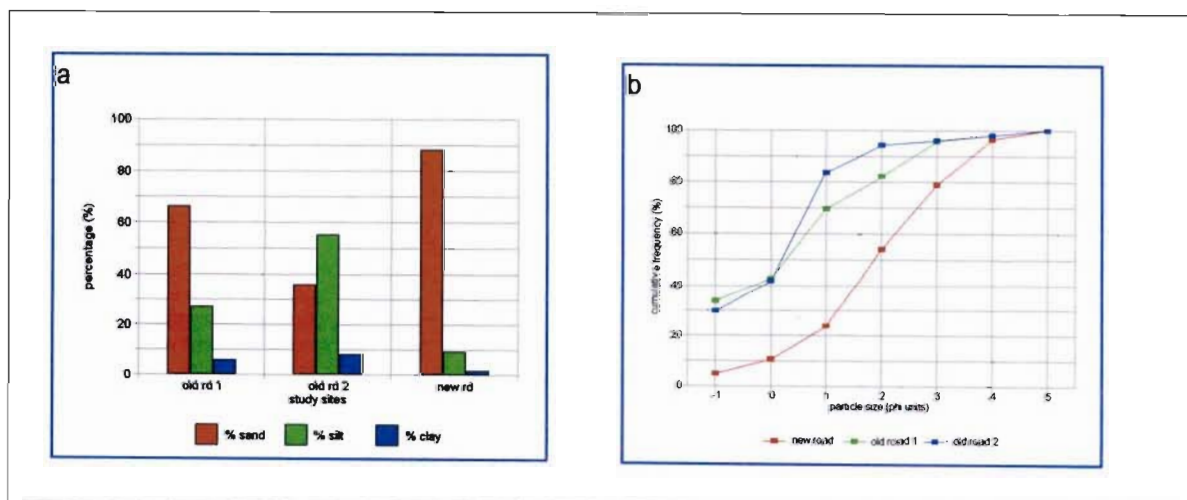 a
100
80
60
40
20
0
percentage (%)
old rd 1
old rd 2
new rd
study sites
% sand
% silt
% clay
b
100
80
60
40
20
0
cumulative frequency (%)
-1
0
1
2
3
4
5
particle size (phi units)
new road
old road 1
old road 2